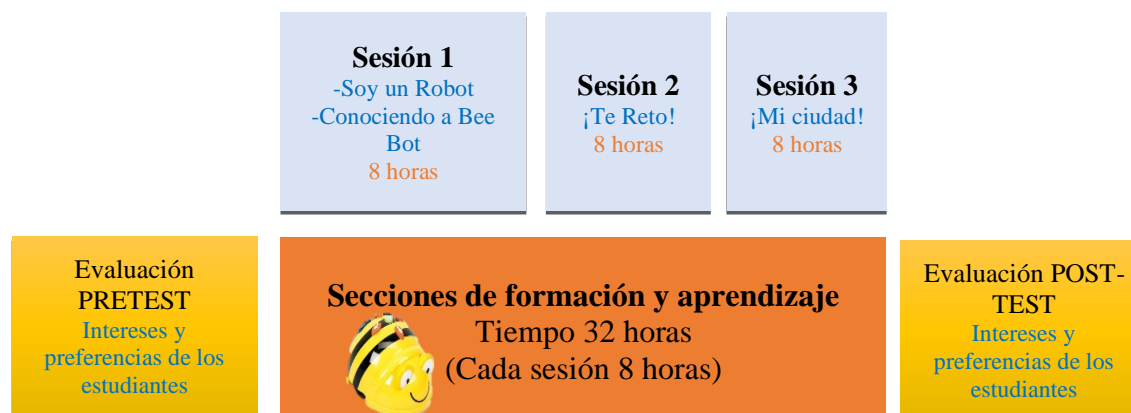 Sesión 1
-Soy un Robot
-Conociendo a Bee
Bot
8 horas
Sesión 2
¡Te Reto!
8 horas
Sesión 3
¡Mi ciudad!
8 horas
Evaluación
PRETEST
Intereses y
preferencias de los
estudiantes
Secciones de formación y aprendizaje
Tiempo 32 horas
(Cada sesión 8 horas)
Evaluación POST-
TEST
Intereses y
preferencias de los
estudiantes